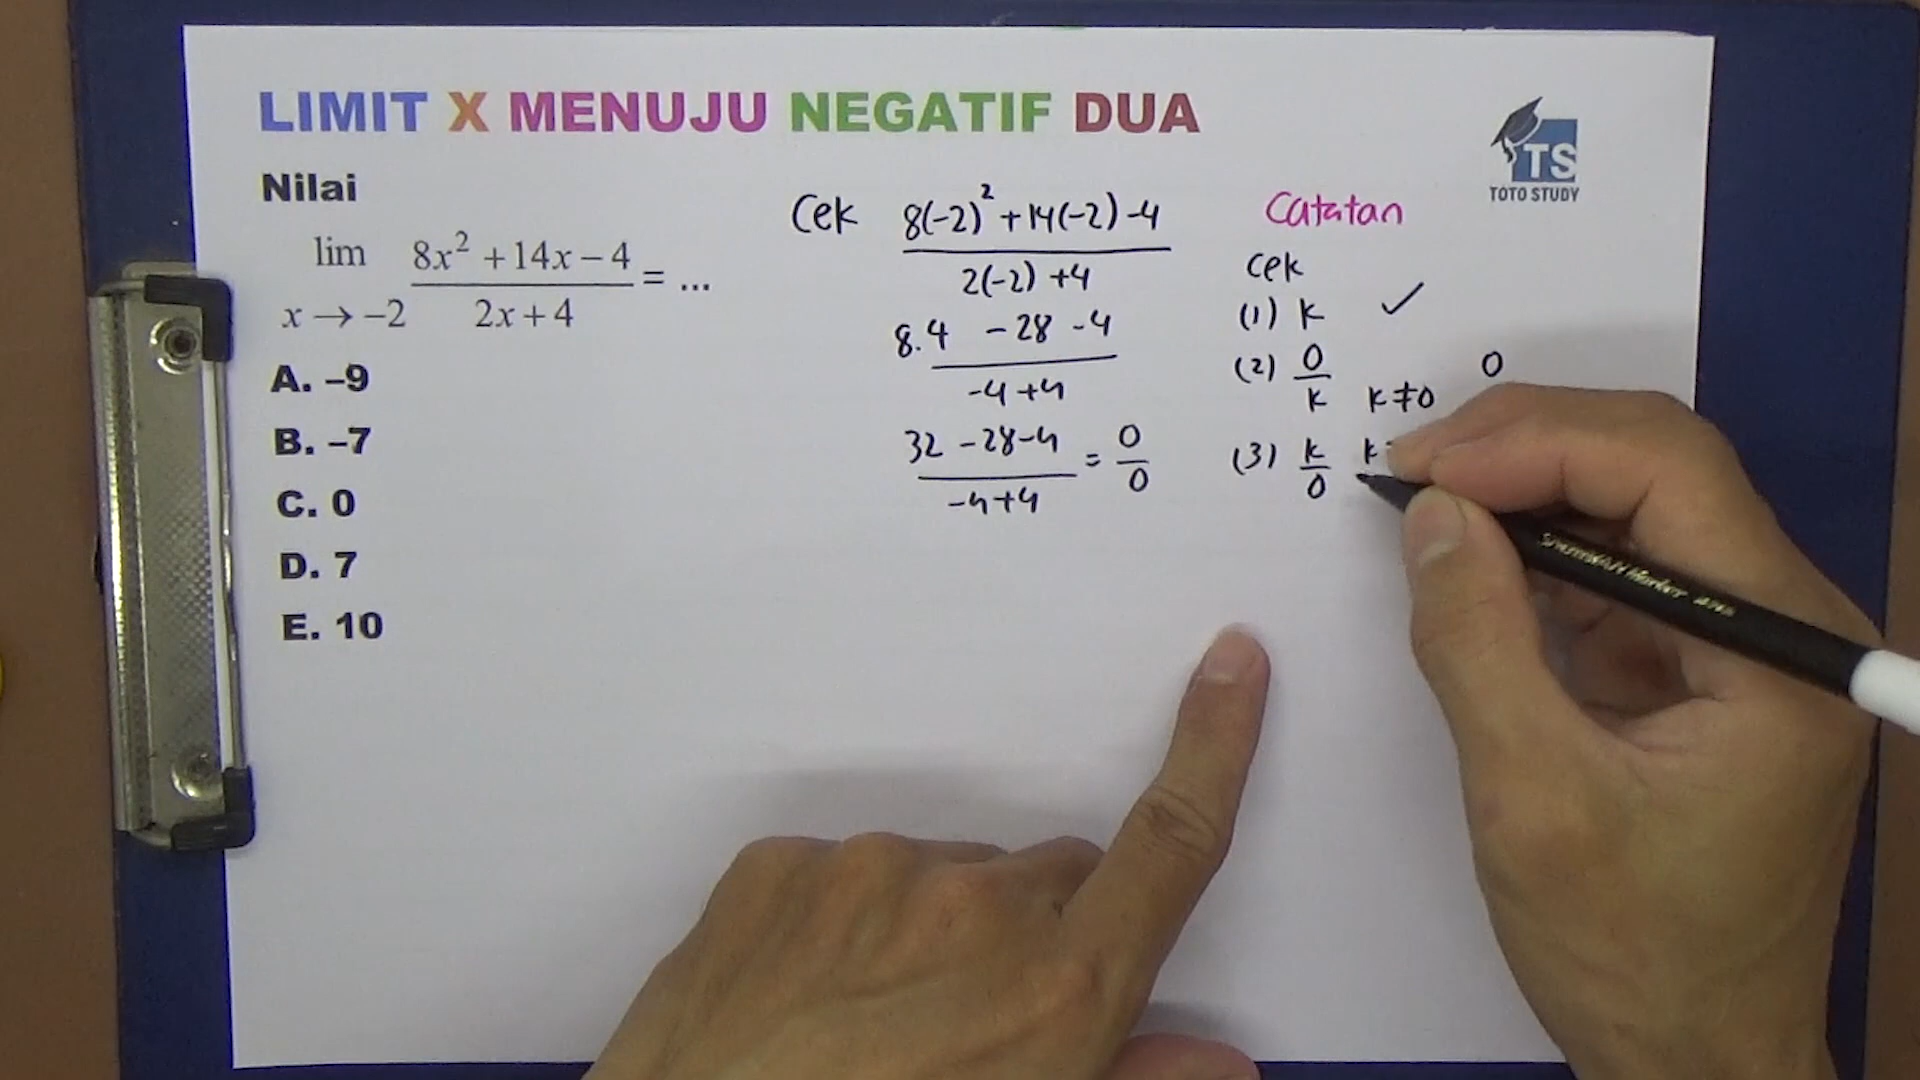 LIMIT X MENUJU NEGATIF DUA
TS
TOTO STUDY
Nilai
lim 8x² + 14x – 4 = ...
x → –2 2x + 4
A. –9
B. –7
C. 0
D. 7
E. 10
Cek 8(-2)² + 14(-2) - 4
2(-2) + 4
8.4 - 28 - 4
-4 + 4
32 - 28 - 4 = 0
-4 + 4 0
Catatan
Cek
(1) k ✓
(2) 0 0
k k ≠ 0
(3) k k
0